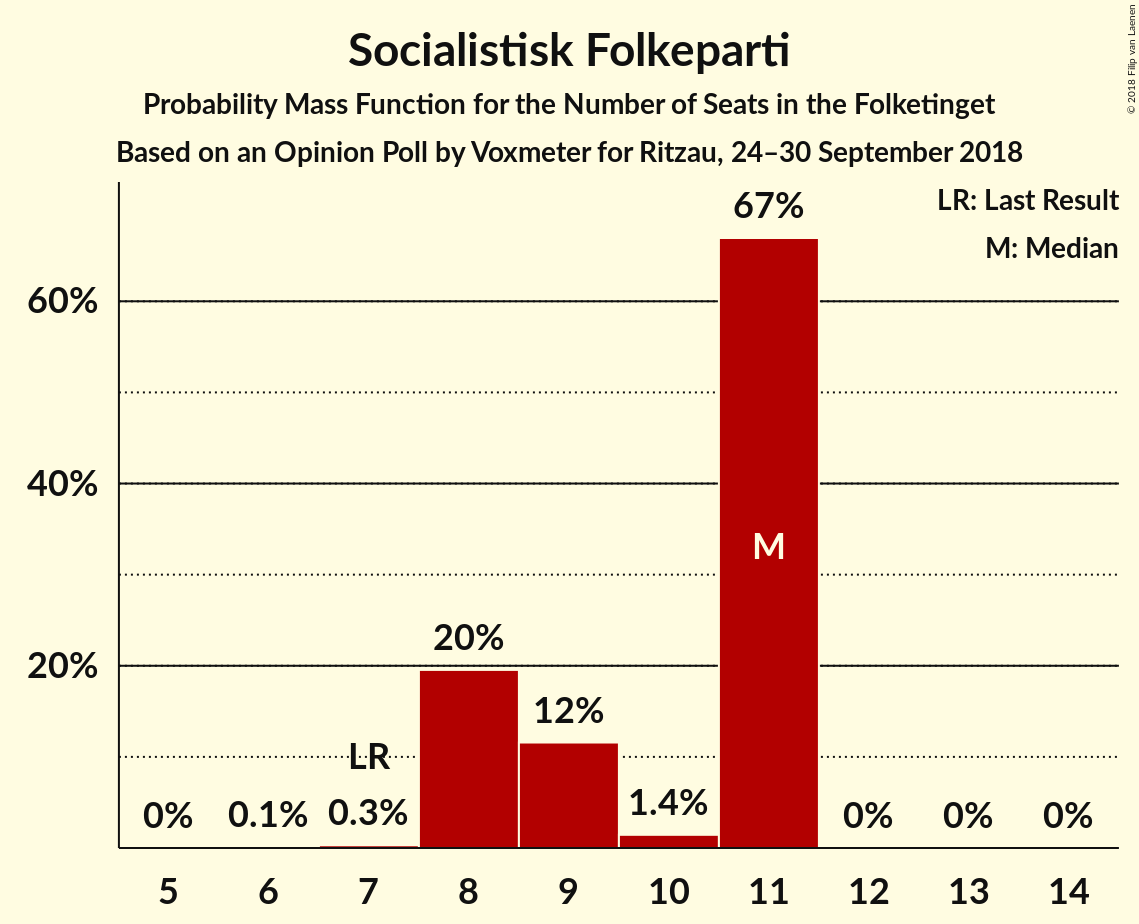 Socialistisk Folkeparti
Probability Mass Function for the Number of Seats in the Folketinget
Based on an Opinion Poll by Voxmeter for Ritzau, 24–30 September 2018
© 2018 Filip van Laenen
LR: Last Result
M: Median
67%
60%
40%
M
20%
20%
12%
LR
0%
0.1%
0.3%
1.4%
0%
0%
0%
5
6
7
8
9
10
11
12
13
14